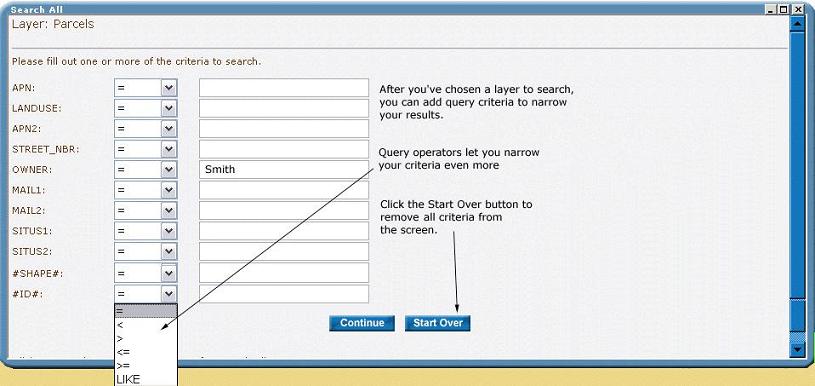 Search All
Layer: Parcels
Please fill out one or more of the criteria to search.
APN: =
LANDUSE: =
APN2: =
STREET_NBR: =
OWNER: = Smith
MAIL1: =
MAIL2: =
SITUS1: =
SITUS2: =
#SHAPE#: =
#ID#: =
=
<
>
<=
>=
LIKE
After you've chosen a layer to search,
you can add query criteria to narrow
your results.
Query operators let you narrow
your criteria even more
Click the Start Over button to
remove all criteria from
the screen.
Continue Start Over